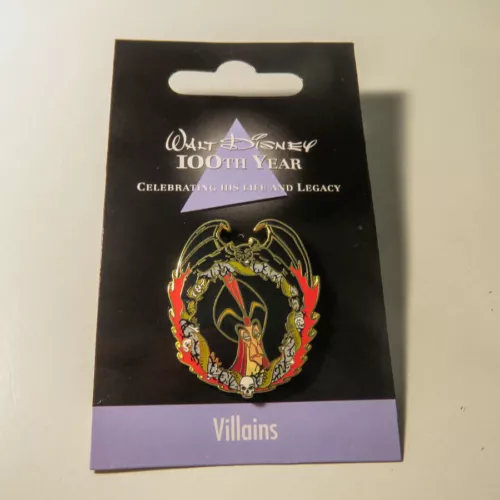 WALT DISNEY
100TH YEAR
CELEBRATING HIS LIFE AND LEGACY
Villains